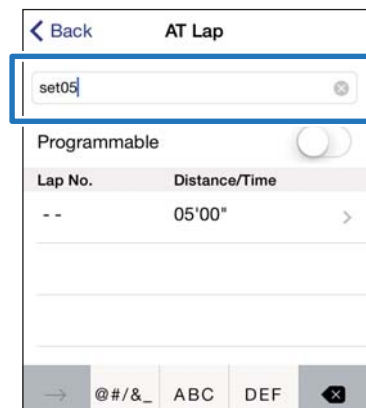 Back AT Lap
set05
Programmable
Lap No. Distance/Time
-- 05'00"
@#/&_ ABC DEF